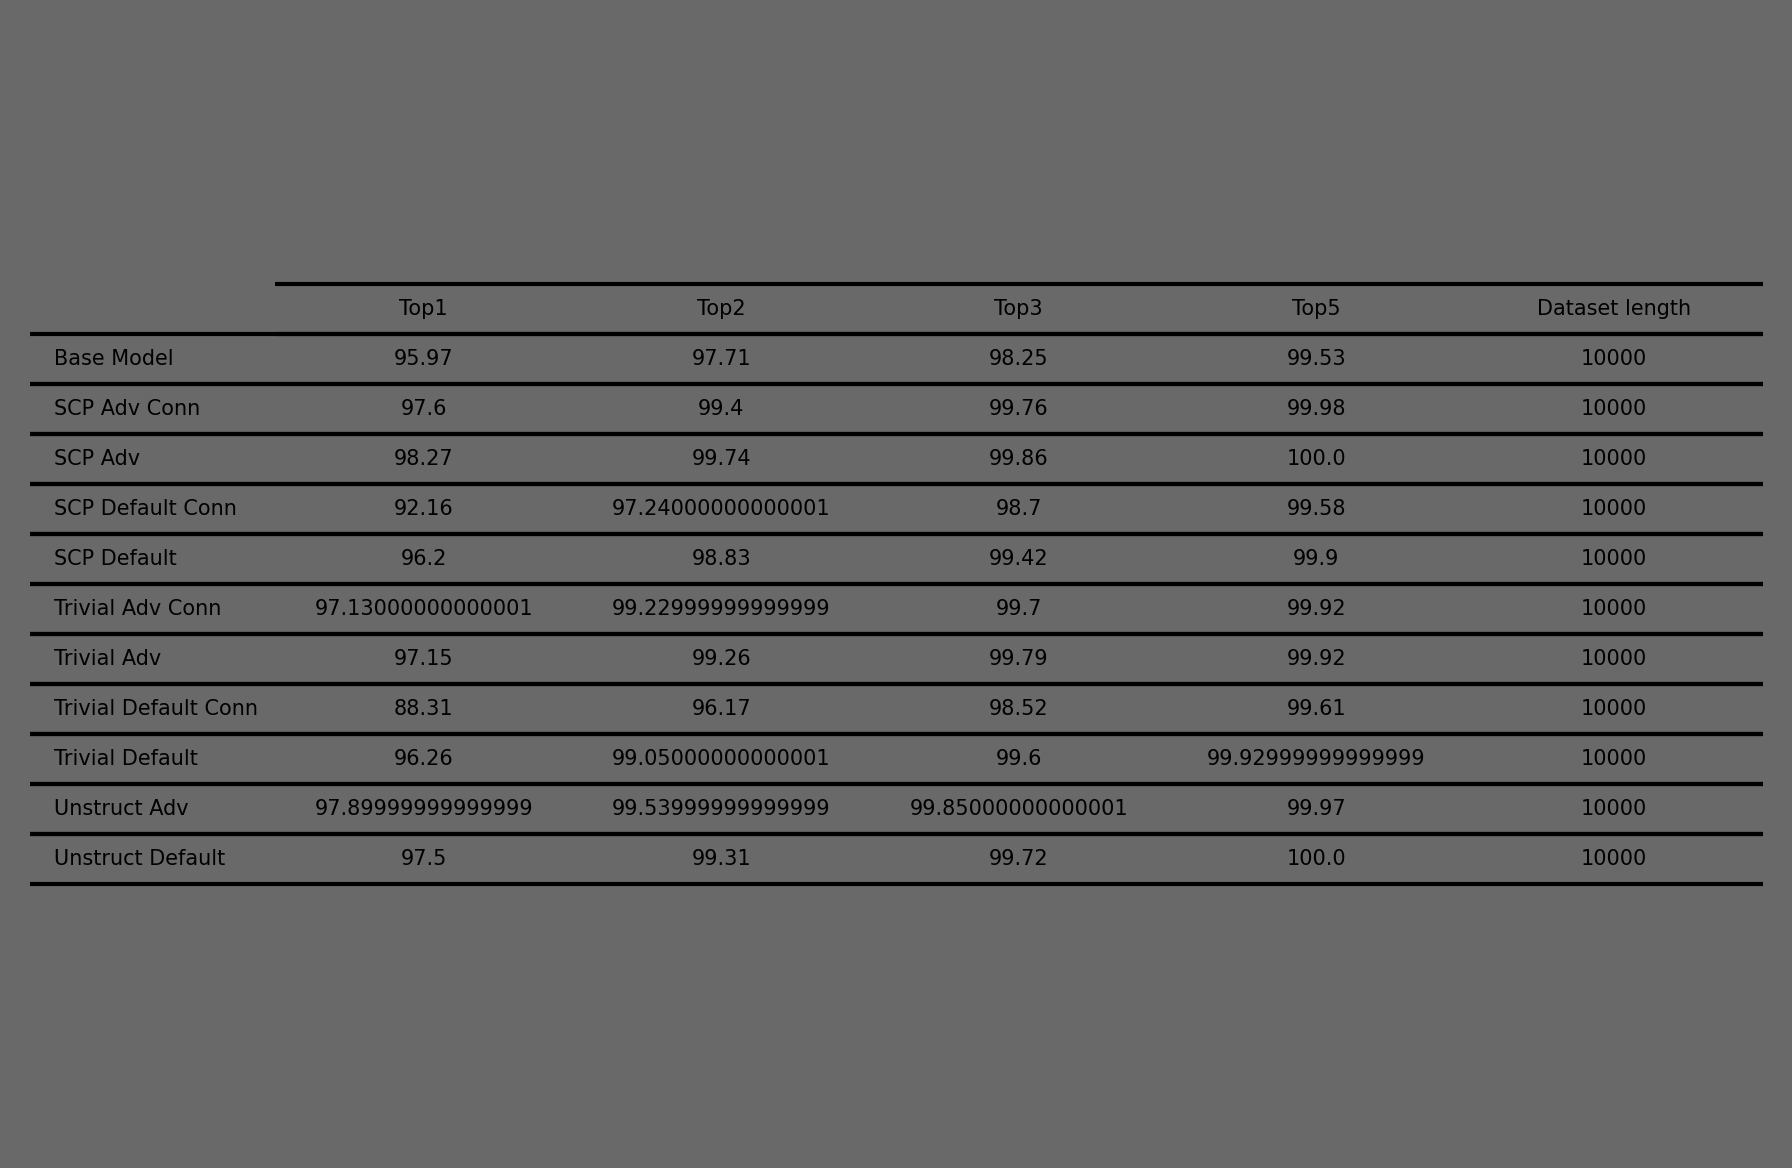 Top1 Top2 Top3 Top5 Dataset length
Base Model 95.97 97.71 98.25 99.53 10000
SCP Adv Conn 97.6 99.4 99.76 99.98 10000
SCP Adv 98.27 99.74 99.86 100.0 10000
SCP Default Conn 92.16 97.24000000000001 98.7 99.58 10000
SCP Default 96.2 98.83 99.42 99.9 10000
Trivial Adv Conn 97.13000000000001 99.22999999999999 99.7 99.92 10000
Trivial Adv 97.15 99.26 99.79 99.92 10000
Trivial Default Conn 88.31 96.17 98.52 99.61 10000
Trivial Default 96.26 99.05000000000001 99.6 99.92999999999999 10000
Unstruct Adv 97.89999999999999 99.53999999999999 99.85000000000001 99.97 10000
Unstruct Default 97.5 99.31 99.72 100.0 10000